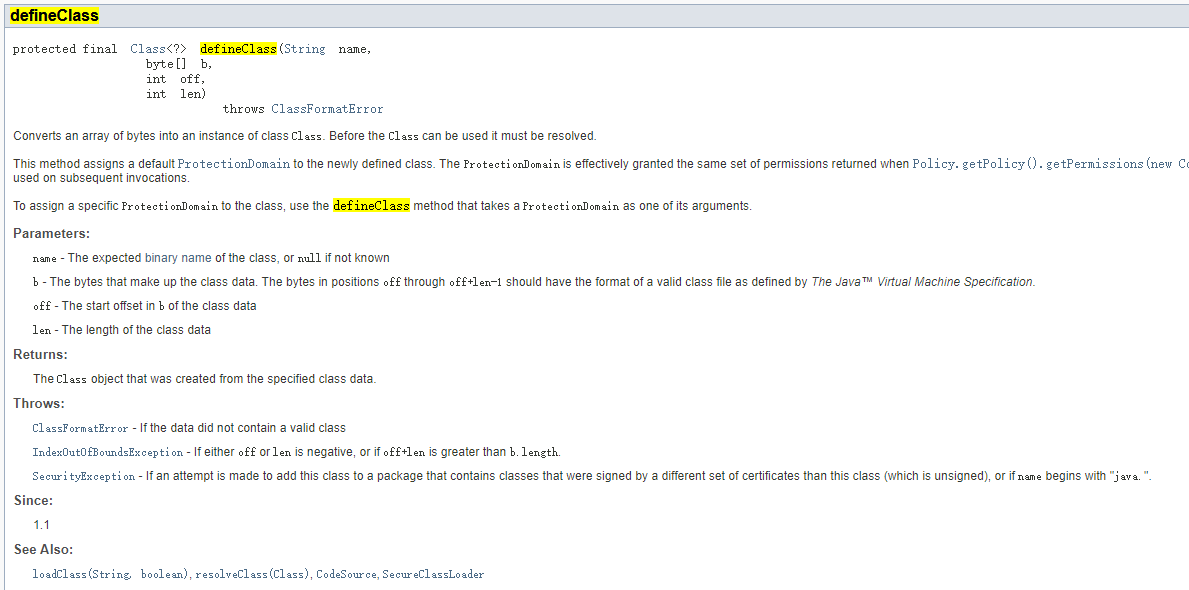 defineClass
protected final Class<?> defineClass(String name,
byte[] b,
int off,
int len)
throws ClassFormatError
Converts an array of bytes into an instance of class Class. Before the Class can be used it must be resolved.
This method assigns a default ProtectionDomain to the newly defined class. The ProtectionDomain is effectively granted the same set of permissions returned when Policy.getPolicy().getPermissions(new Co
used on subsequent invocations.
To assign a specific ProtectionDomain to the class, use the defineClass method that takes a ProtectionDomain as one of its arguments.
Parameters:
name - The expected binary name of the class, or null if not known
b - The bytes that make up the class data. The bytes in positions off through off+len-1 should have the format of a valid class file as defined by The Java™ Virtual Machine Specification.
off - The start offset in b of the class data
len - The length of the class data
Returns:
The Class object that was created from the specified class data.
Throws:
ClassFormatError - If the data did not contain a valid class
IndexOutOfBoundsException - If either off or len is negative, or if off+len is greater than b.length.
SecurityException - If an attempt is made to add this class to a package that contains classes that were signed by a different set of certificates than this class (which is unsigned), or if name begins with "java.".
Since:
1.1
See Also:
loadClass(String, boolean), resolveClass(Class), CodeSource, SecureClassLoader